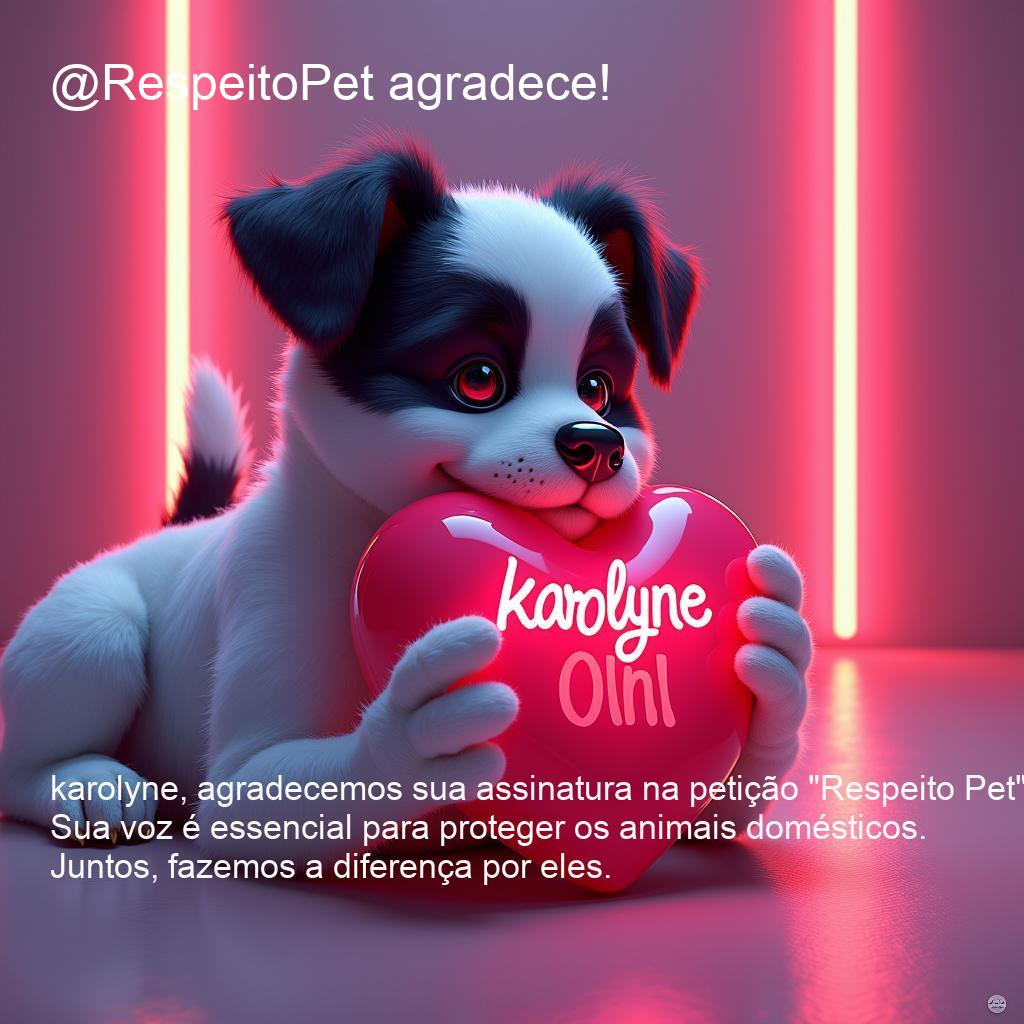 @RespeitoPet agradece!
karolyne
OlnI
karolyne, agradecemos sua assinatura na petição "Respeito Pet"
Sua voz é essencial para proteger os animais domésticos.
Juntos, fazemos a diferença por eles.